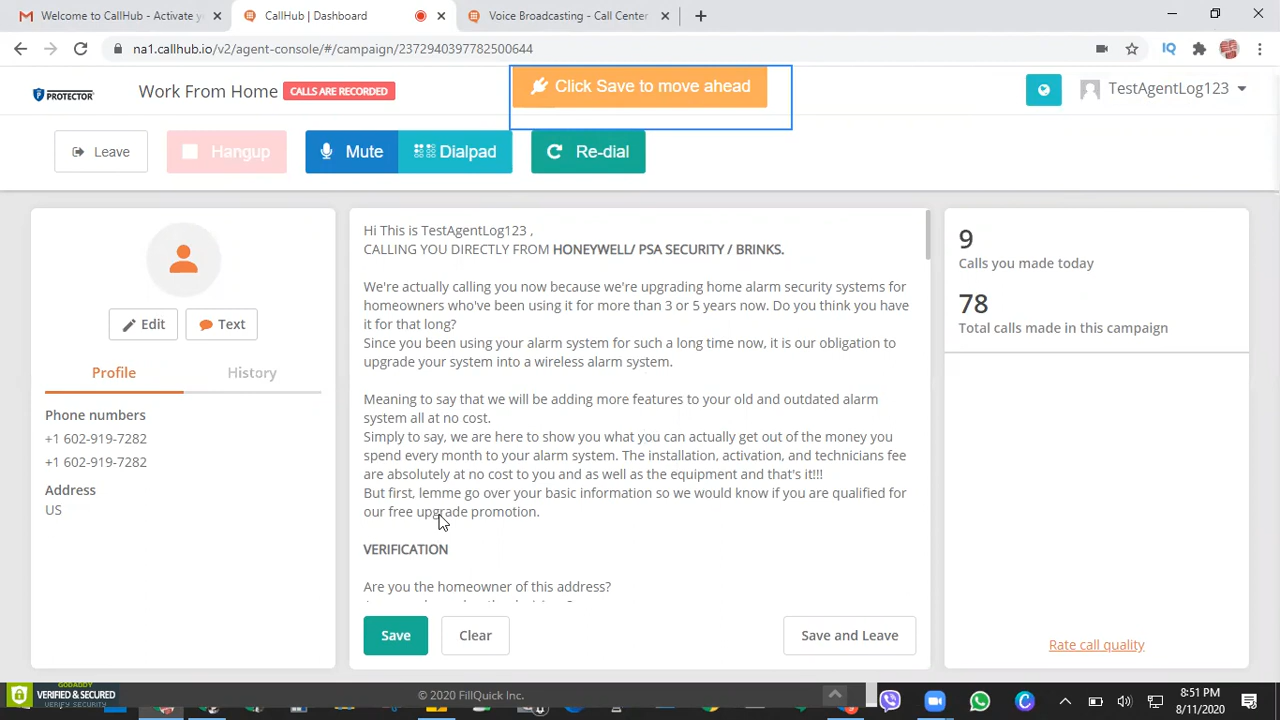 Welcome to CallHub - Activate yo
CallHub | Dashboard
Voice Broadcasting - Call Center
na1.callhub.io/v2/agent-console/#/campaign/2372940397782500644
IQ
PROTECTOR
Work From Home
CALLS ARE RECORDED
Click Save to move ahead
TestAgentLog123
Leave
Hangup
Mute
Dialpad
Re-dial
Edit
Text
Profile
History
Phone numbers
+1 602-919-7282
+1 602-919-7282
Address
US
Hi This is TestAgentLog123 ,
CALLING YOU DIRECTLY FROM HONEYWELL/ PSA SECURITY / BRINKS.
We're actually calling you now because we're upgrading home alarm security systems for
homeowners who've been using it for more than 3 or 5 years now. Do you think you have
it for that long?
Since you been using your alarm system for such a long time now, it is our obligation to
upgrade your system into a wireless alarm system.
Meaning to say that we will be adding more features to your old and outdated alarm
system all at no cost.
Simply to say, we are here to show you what you can actually get out of the money you
spend every month to your alarm system. The installation, activation, and technicians fee
are absolutely at no cost to you and as well as the equipment and that's it!!!
But first, lemme go over your basic information so we would know if you are qualified for
our free upgrade promotion.
VERIFICATION
Are you the homeowner of this address?
Save
Clear
Save and Leave
9
Calls you made today
78
Total calls made in this campaign
Rate call quality
GODADDY
VERIFIED & SECURED
VERIFY SECURITY
© 2020 FillQuick Inc.
8:51 PM
8/11/2020